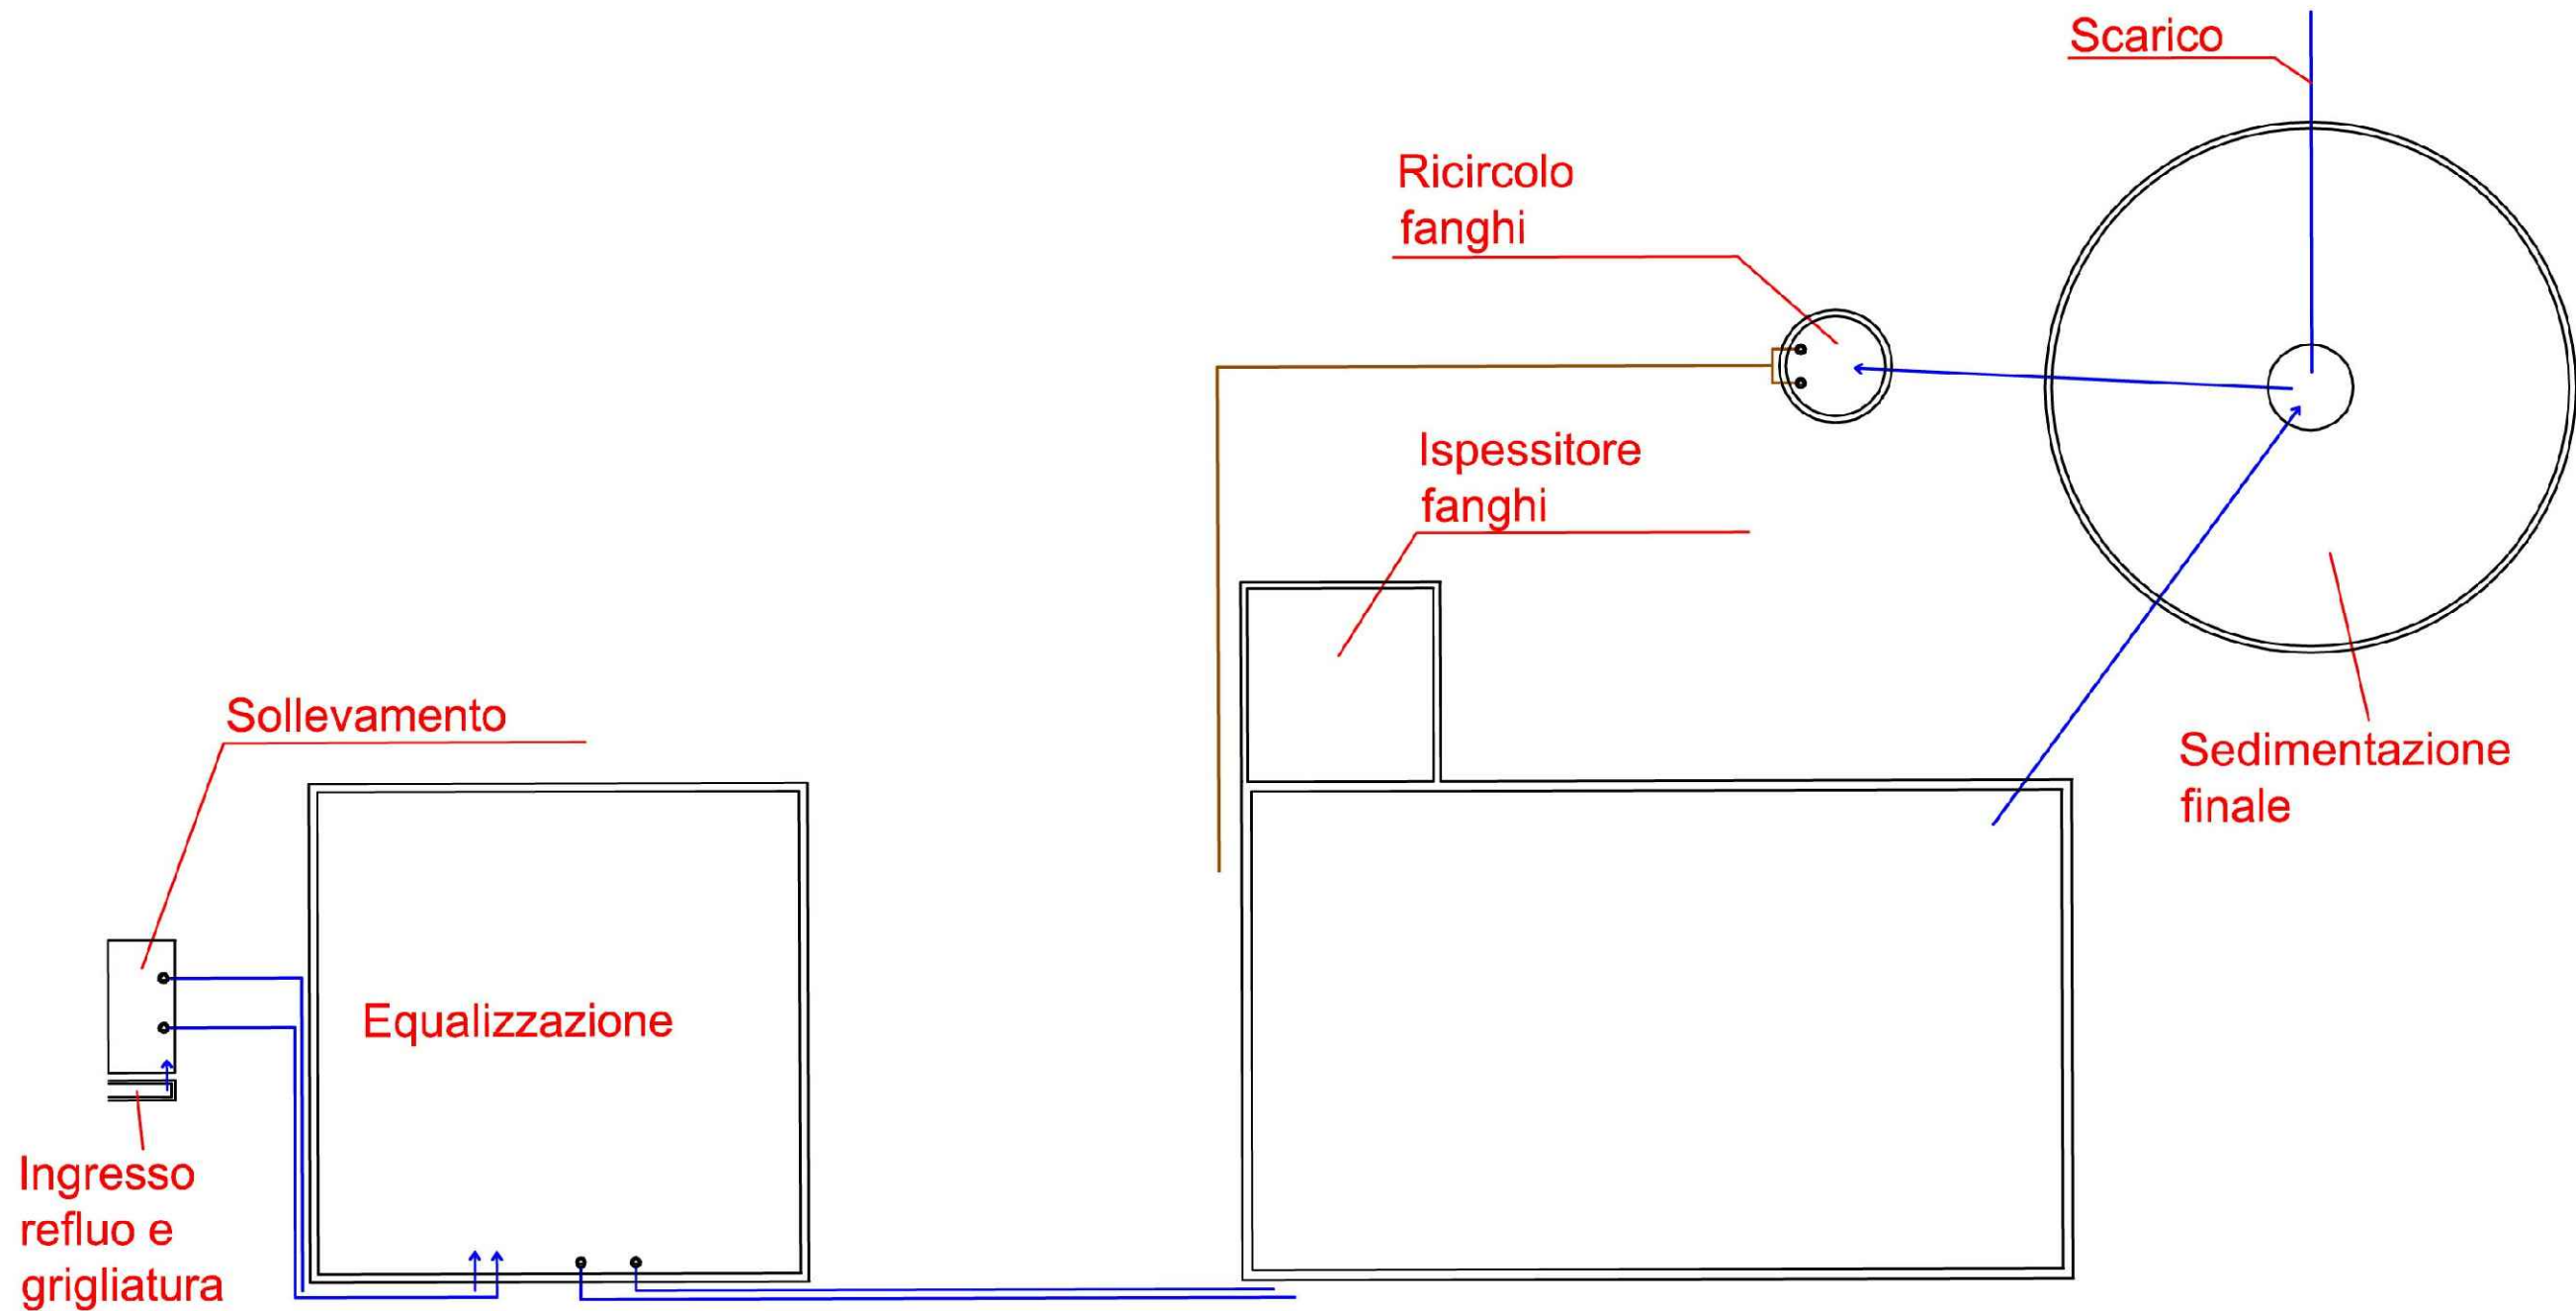 Scarico
Ricircolo
fanghi
Ispessitore
fanghi
Sollevamento
Sedimentazione
finale
Equalizzazione
Ingresso
refluo e
grigliatura